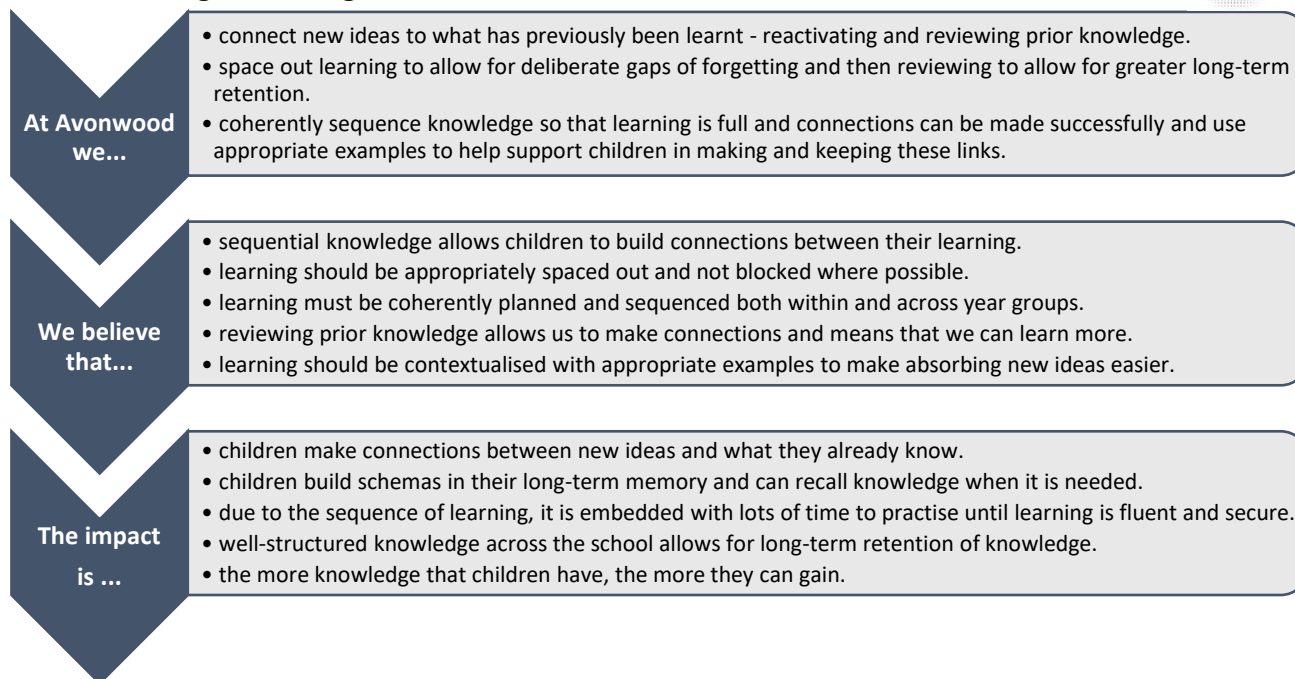 At Avonwood
we...
• connect new ideas to what has previously been learnt - reactivating and reviewing prior knowledge.
• space out learning to allow for deliberate gaps of forgetting and then reviewing to allow for greater long-term
retention.
• coherently sequence knowledge so that learning is full and connections can be made successfully and use
appropriate examples to help support children in making and keeping these links.
We believe
that...
• sequential knowledge allows children to build connections between their learning.
• learning should be appropriately spaced out and not blocked where possible.
• learning must be coherently planned and sequenced both within and across year groups.
• reviewing prior knowledge allows us to make connections and means that we can learn more.
• learning should be contextualised with appropriate examples to make absorbing new ideas easier.
The impact
is ...
• children make connections between new ideas and what they already know.
• children build schemas in their long-term memory and can recall knowledge when it is needed.
• due to the sequence of learning, it is embedded with lots of time to practise until learning is fluent and secure.
• well-structured knowledge across the school allows for long-term retention of knowledge.
• the more knowledge that children have, the more they can gain.